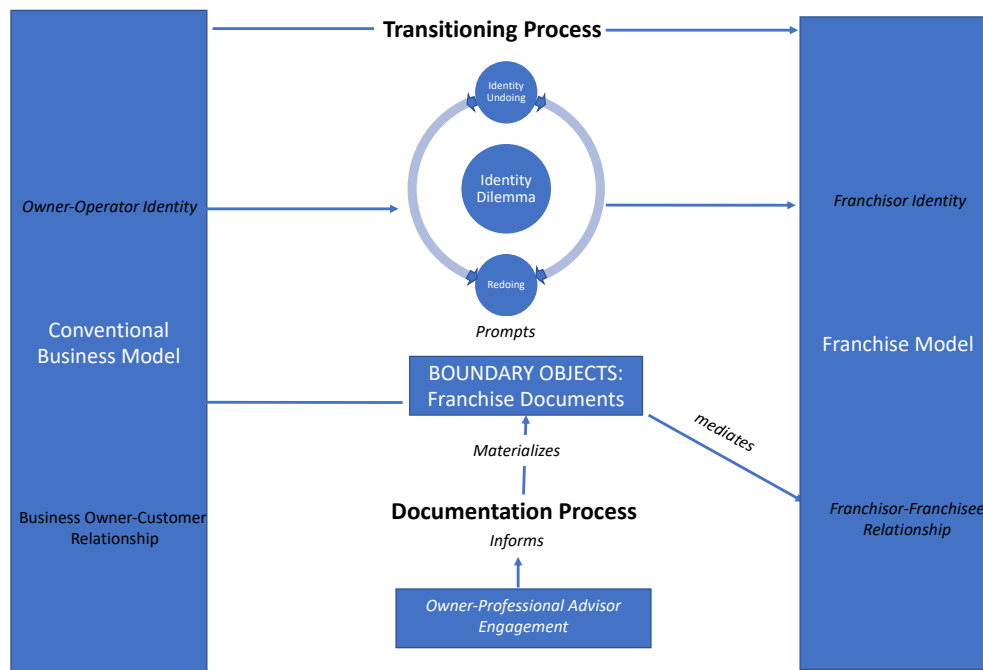 Transitioning Process
Identity
Undoing
Identity
Dilemma
Redoing
Owner-Operator Identity
Franchisor Identity
Prompts
Conventional
Business Model
Franchise Model
BOUNDARY OBJECTS:
Franchise Documents
mediates
Materializes
Documentation Process
Informs
Business Owner-Customer
Relationship
Franchisor-Franchisee
Relationship
Owner-Professional Advisor
Engagement